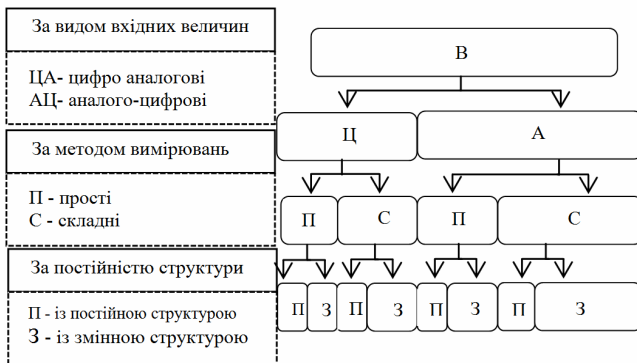 За видом вхідних величин
ЦА- цифро аналогові
АЦ- аналого-цифрові
За методом вимірювань
П - прості
С - складні
За постійністю структури
П - із постійною структурою
З - із змінною структурою
В
Ц А
П С П С
П З П З П З П З